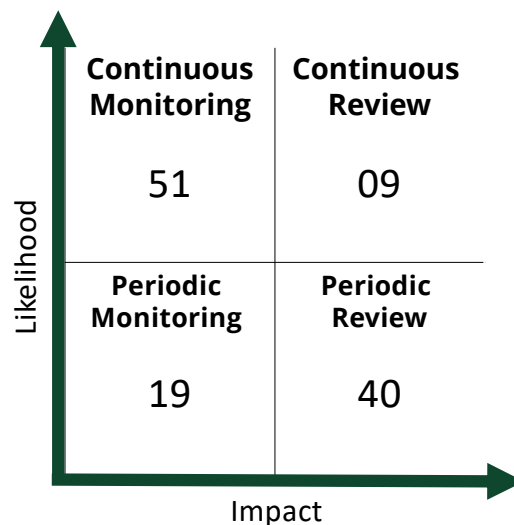 Continuous
Monitoring
51
Continuous
Review
09
Periodic
Monitoring
19
Periodic
Review
40
Likelihood
Impact